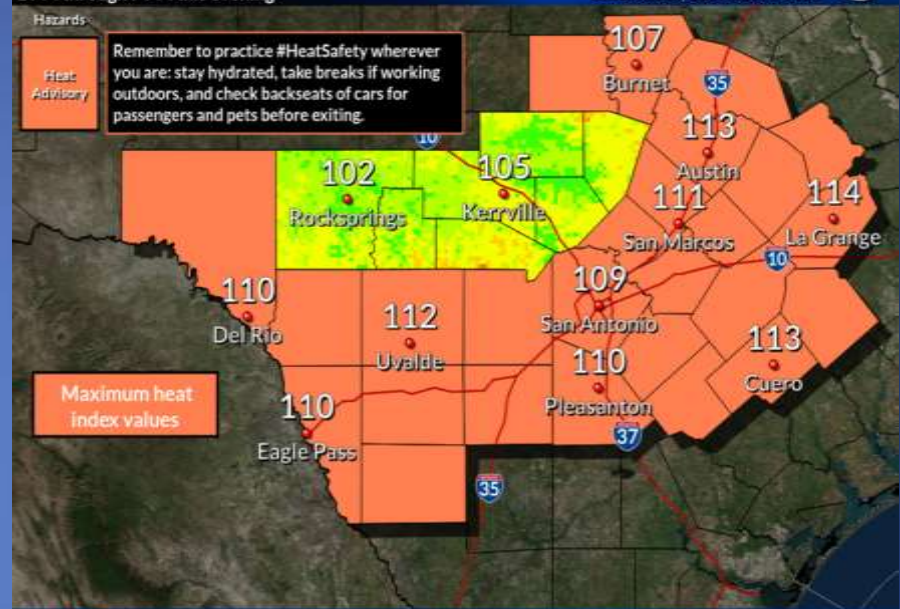 Hazards
Heat
Advisory
Remember to practice #HeatSafety wherever
you are: stay hydrated, take breaks if working
outdoors, and check backseats of cars for
passengers and pets before exiting.
107
Burnet
35
10
113
Austin
102
Rocksprings
105
Kerrville
111
San Marcos
114
La Grange
10
110
Del Rio
109
San Antonio
112
Uvalde
113
Cuero
110
Pleasanton
Maximum heat
index values
110
Eagle Pass
37
35